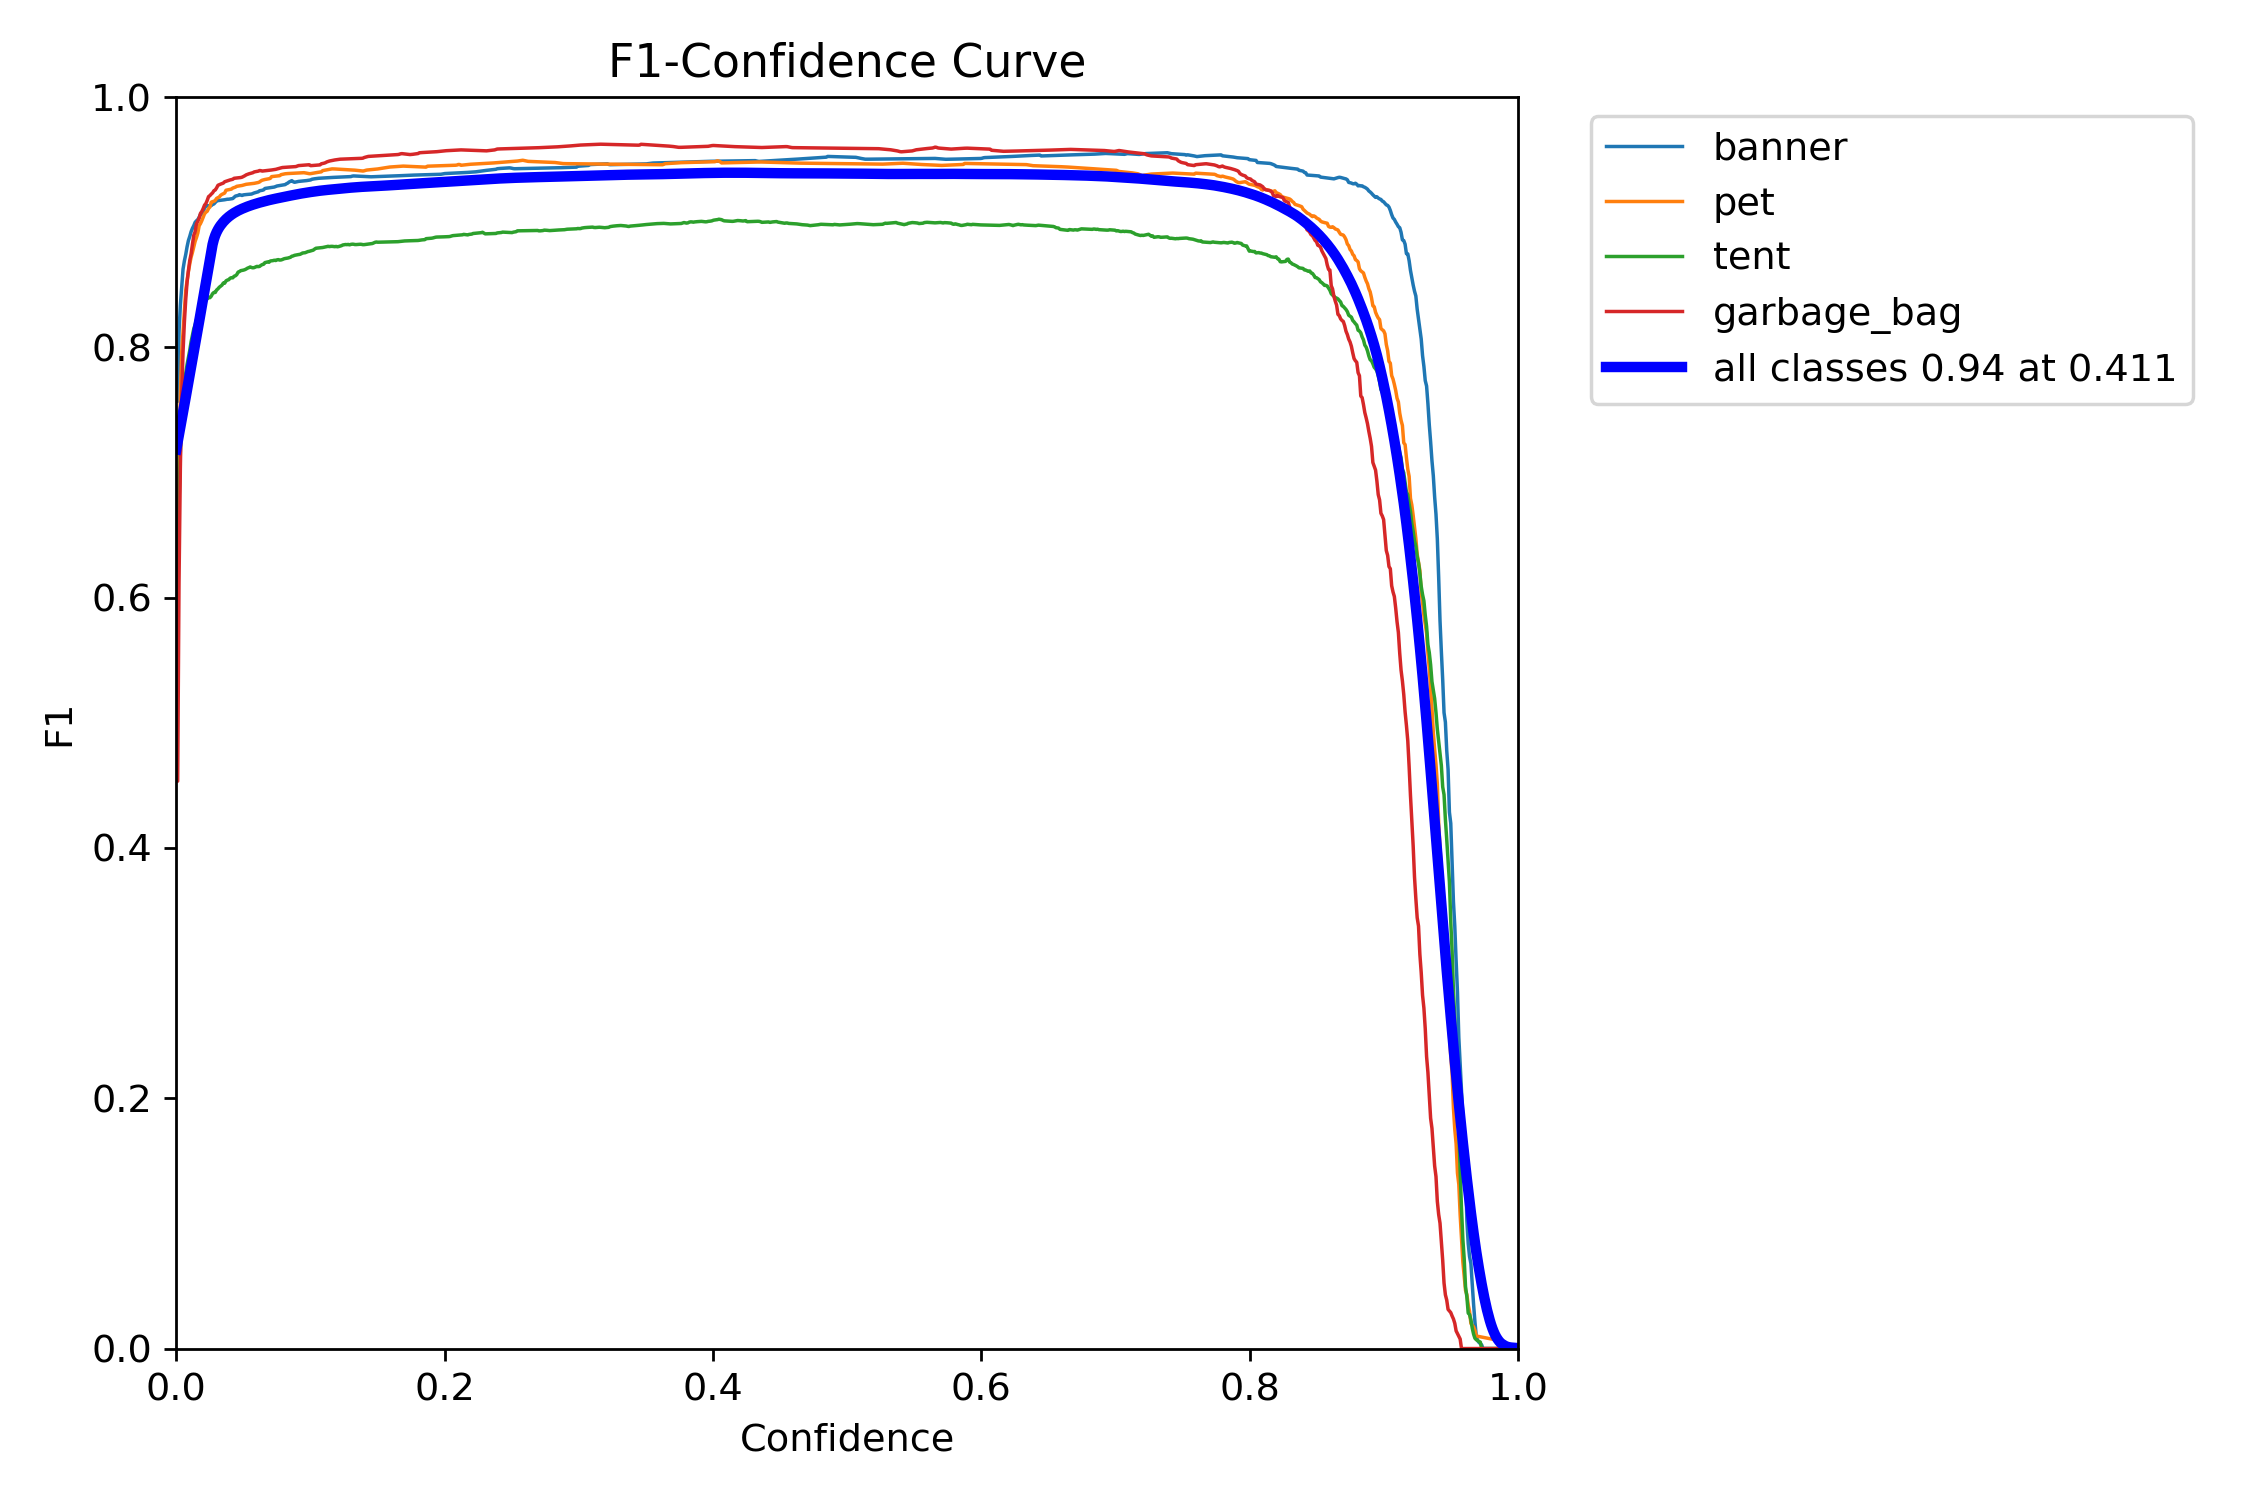 F1-Confidence Curve
1.0
0.8
0.6
0.4
0.2
0.0
F1
0.0 0.2 0.4 0.6 0.8 1.0
Confidence
banner
pet
tent
garbage_bag
all classes 0.94 at 0.411